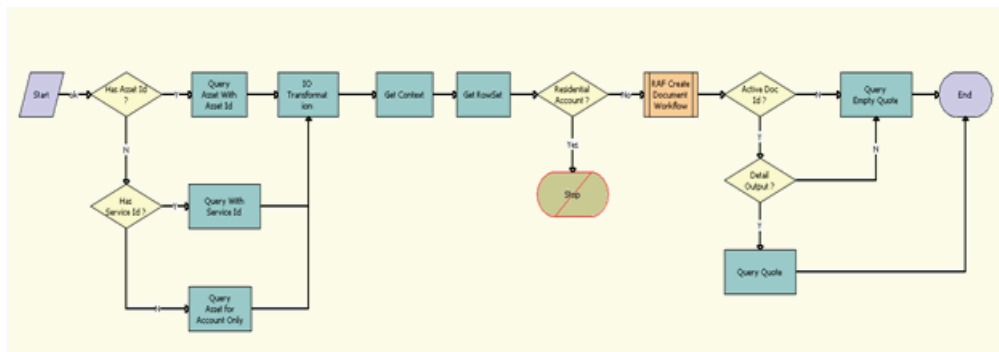 Start
ok
Has Asset Id
?
Y
Query
Asset With
Asset Id
IO
Transformat
ion
Get Context
Get RowSet
Residential
Account ?
No
RAF Create
Document
Workflow
Active Doc
Id ?
N
Query
Empty Quote
End
N
Yes
Y
N
Has
Service Id ?
Y
Query With
Service Id
Stop
Detail
Output ?
Y
Query Quote
N
Query
Asset for
Account Only